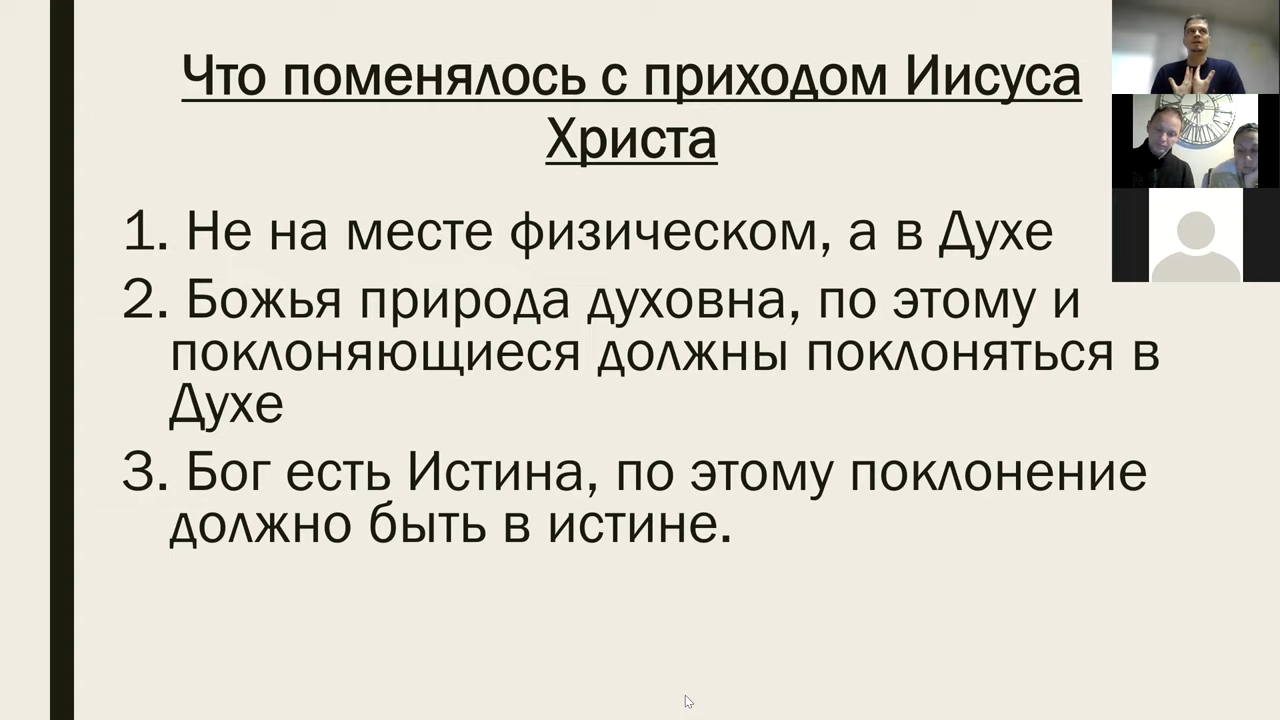 Что поменялось с приходом Иисуса
Христа
1. Не на месте физическом, а в Духе
2. Божья природа духовна, по этому и
поклоняющиеся должны поклоняться в
Духе
3. Бог есть Истина, по этому поклонение
должно быть в истине.